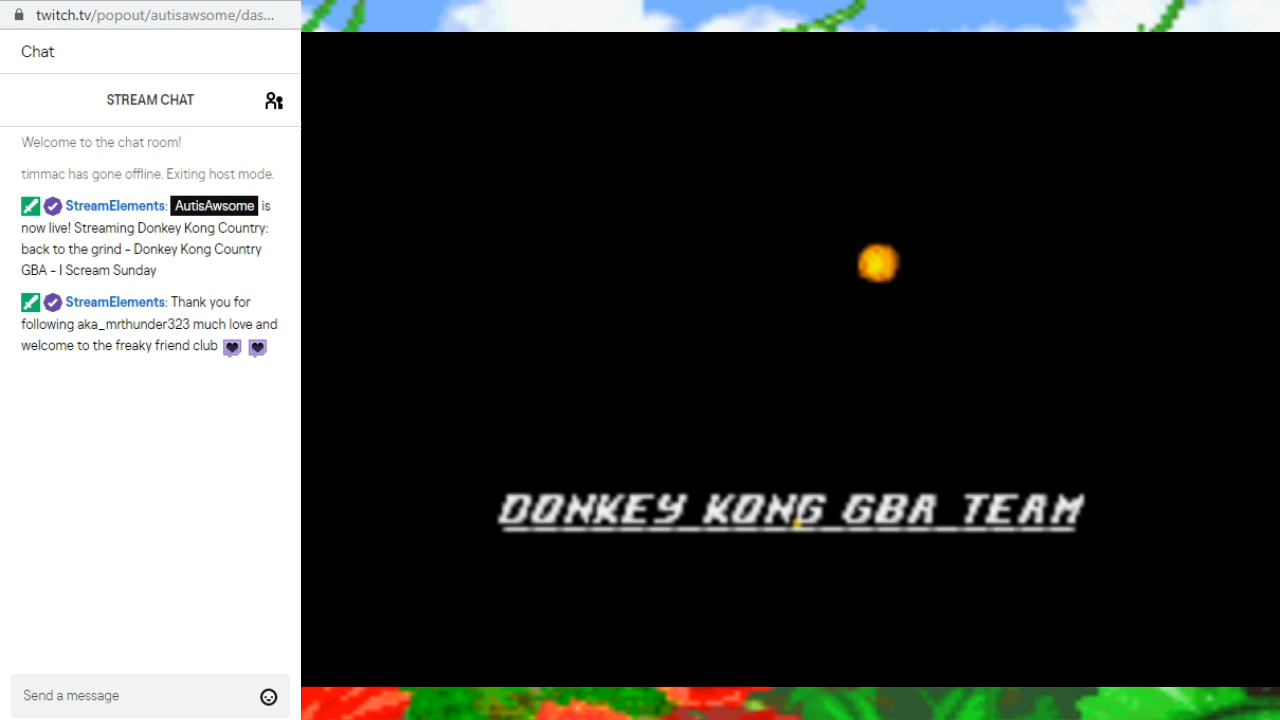 twitch.tv/popout/autisawsome/das...
Chat
STREAM CHAT
Welcome to the chat room!
timmac has gone offline. Exiting host mode.
StreamElements: AutisAwsome is
now live! Streaming Donkey Kong Country:
back to the grind - Donkey Kong Country
GBA - I Scream Sunday
StreamElements: Thank you for
following aka_mrthunder323 much love and
welcome to the freaky friend club
DONKEY KONG GBA TEAM
Send a message